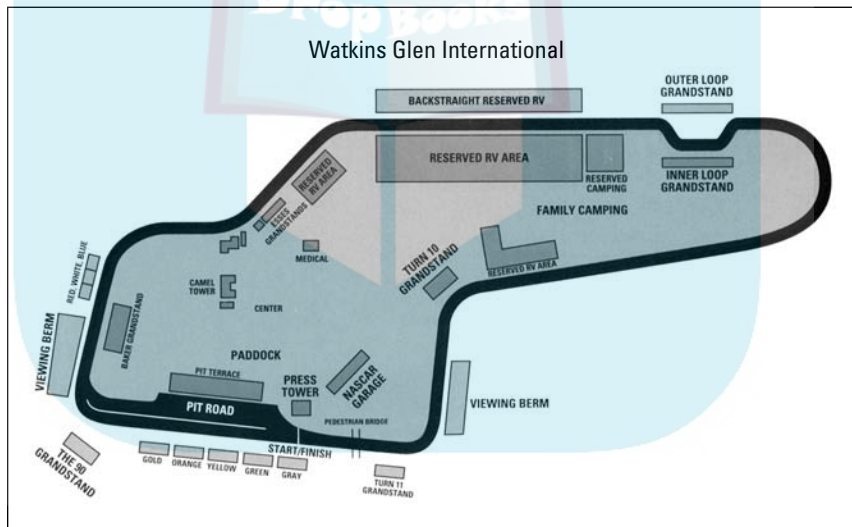 Drop Books
Watkins Glen International
OUTER LOOP
GRANDSTAND
BACKSTRAIGHT RESERVED RV
RESERVED RV AREA
RESERVED
CAMPING
INNER LOOP
GRANDSTAND
RESERVED
RV AREA
ESSES
GRANDSTANDS
FAMILY CAMPING
MEDICAL
TURN 10
GRANDSTAND
RESERVED RV AREA
RED, WHITE, BLUE
CAMEL
TOWER
CENTER
VIEWING BERM
BAKER GRANDSTAND
PADDOCK
PIT TERRACE
PRESS
TOWER
NASCAR
GARAGE
VIEWING BERM
PIT ROAD
PEDESTRIAN BRIDGE
START/FINISH
THE 90
GRANDSTAND
GOLD
ORANGE
YELLOW
GREEN
GRAY
TURN 11
GRANDSTAND